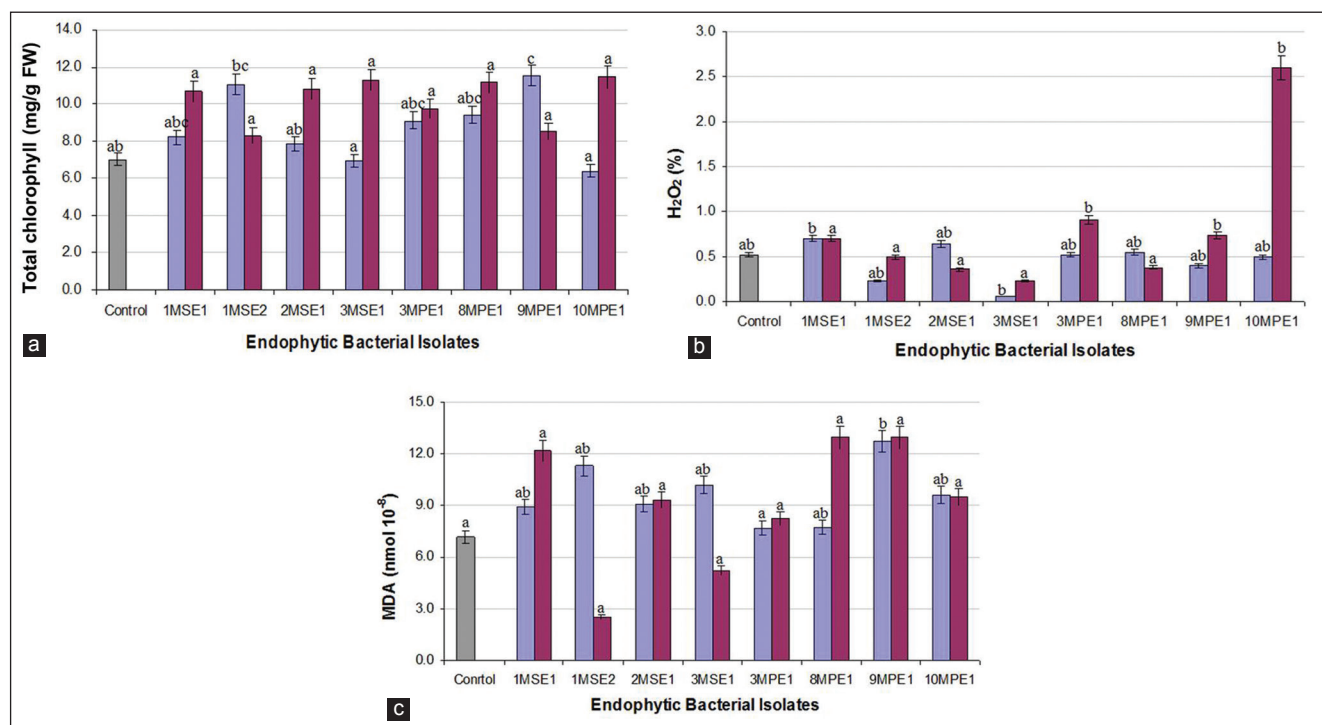 Total chlorophyll (mg/g FW)
14.0
12.0
10.0
8.0
6.0
4.0
2.0
0.0
ab
abc
a
bc
a
ab
a
a
a
abc
a
abc
a
c
a
a
a
Control 1MSE1 1MSE2 2MSE1 3MSE1 3MPE1 8MPE1 9MPE1 10MPE1
Endophytic Bacterial Isolates
a
H₂O₂ (%)
3.0
2.5
2.0
1.5
1.0
0.5
0.0
ab
b
a
ab
a
ab
a
b
a
ab
b
ab
a
ab
b
ab
b
Control 1MSE1 1MSE2 2MSE1 3MSE1 3MPE1 8MPE1 9MPE1 10MPE1
Endophytic Bacterial Isolates
b
MDA (nmol 10⁻⁸)
15.0
12.0
9.0
6.0
3.0
0.0
a
ab
a
ab
a
ab
a
ab
a
a
a
ab
a
b
a
ab
a
Conrtol 1MSE1 1MSE2 2MSE1 3MSE1 3MPE1 8MPE1 9MPE1 10MPE1
Endophytic Bacterial Isolates
c